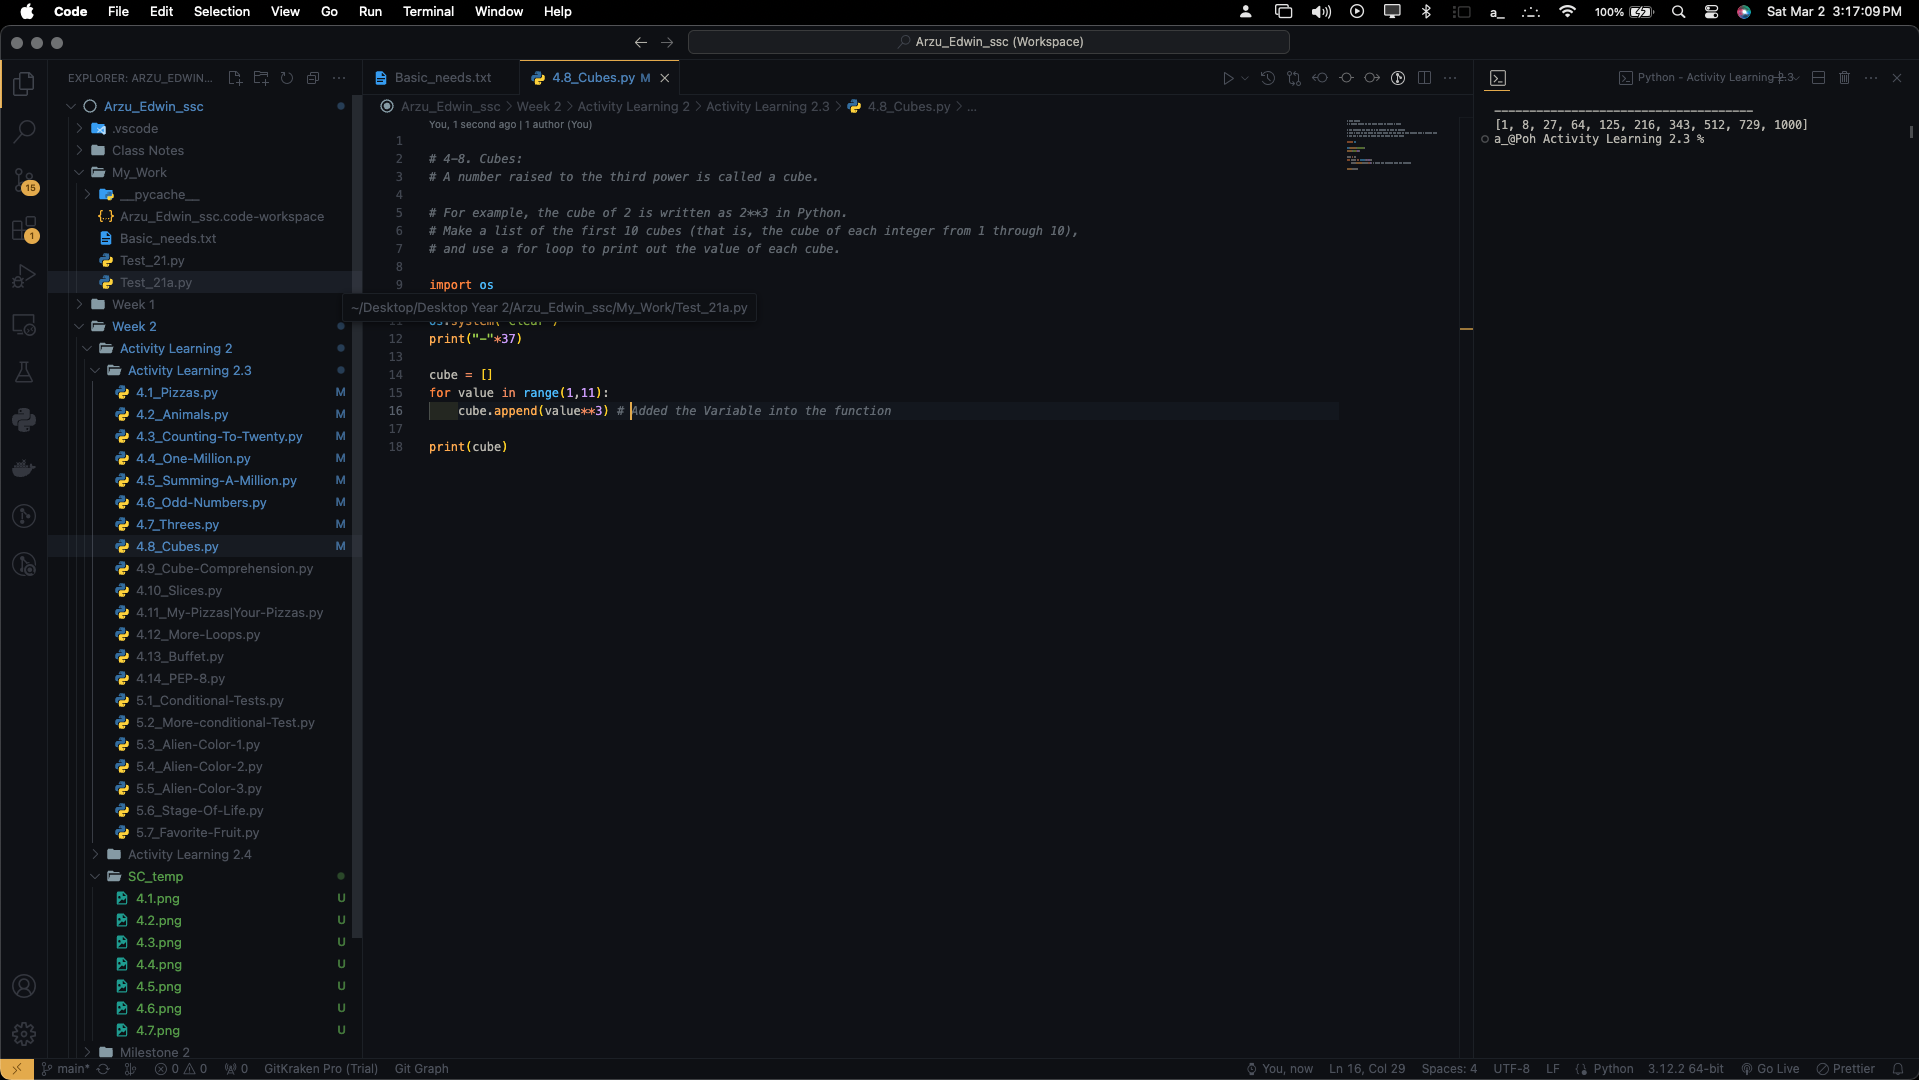 Code File Edit Selection View Go Run Terminal Window Help
a_
100%
Sat Mar 2 3:17:09 PM
Arzu_Edwin_ssc (Workspace)
EXPLORER: ARZU_EDWIN...
Arzu_Edwin_ssc
.vscode
Class Notes
My_Work
__pycache__
Arzu_Edwin_ssc.code-workspace
Basic_needs.txt
Test_21.py
Test_21a.py
Week 1
Week 2
Activity Learning 2
Activity Learning 2.3
4.1_Pizzas.py M
4.2_Animals.py M
4.3_Counting-To-Twenty.py M
4.4_One-Million.py M
4.5_Summing-A-Million.py M
4.6_Odd-Numbers.py M
4.7_Threes.py M
4.8_Cubes.py M
4.9_Cube-Comprehension.py
4.10_Slices.py
4.11_My-Pizzas|Your-Pizzas.py
4.12_More-Loops.py
4.13_Buffet.py
4.14_PEP-8.py
5.1_Conditional-Tests.py
5.2_More-conditional-Test.py
5.3_Alien-Color-1.py
5.4_Alien-Color-2.py
5.5_Alien-Color-3.py
5.6_Stage-Of-Life.py
5.7_Favorite-Fruit.py
Activity Learning 2.4
SC_temp
4.1.png U
4.2.png U
4.3.png U
4.4.png U
4.5.png U
4.6.png U
4.7.png U
Milestone 2
15
1
Basic_needs.txt
4.8_Cubes.py M
Arzu_Edwin_ssc > Week 2 > Activity Learning 2 > Activity Learning 2.3 > 4.8_Cubes.py > ...
You, 1 second ago | 1 author (You)
1
2 # 4-8. Cubes:
3 # A number raised to the third power is called a cube.
4
5 # For example, the cube of 2 is written as 2**3 in Python.
6 # Make a list of the first 10 cubes (that is, the cube of each integer from 1 through 10),
7 # and use a for loop to print out the value of each cube.
8
9 import os
~/Desktop/Desktop Year 2/Arzu_Edwin_ssc/My_Work/Test_21a.py
12 print("-"*37)
13
14 cube = []
15 for value in range(1,11):
16 cube.append(value**3) # Added the Variable into the function
17
18 print(cube)
Python - Activity Learning 2.3
-------------------------------------
[1, 8, 27, 64, 125, 216, 343, 512, 729, 1000]
a_@Poh Activity Learning 2.3 %
main* 0 0 0 GitKraken Pro (Trial) Git Graph
You, now Ln 16, Col 29 Spaces: 4 UTF-8 LF Python 3.12.2 64-bit Go Live Prettier